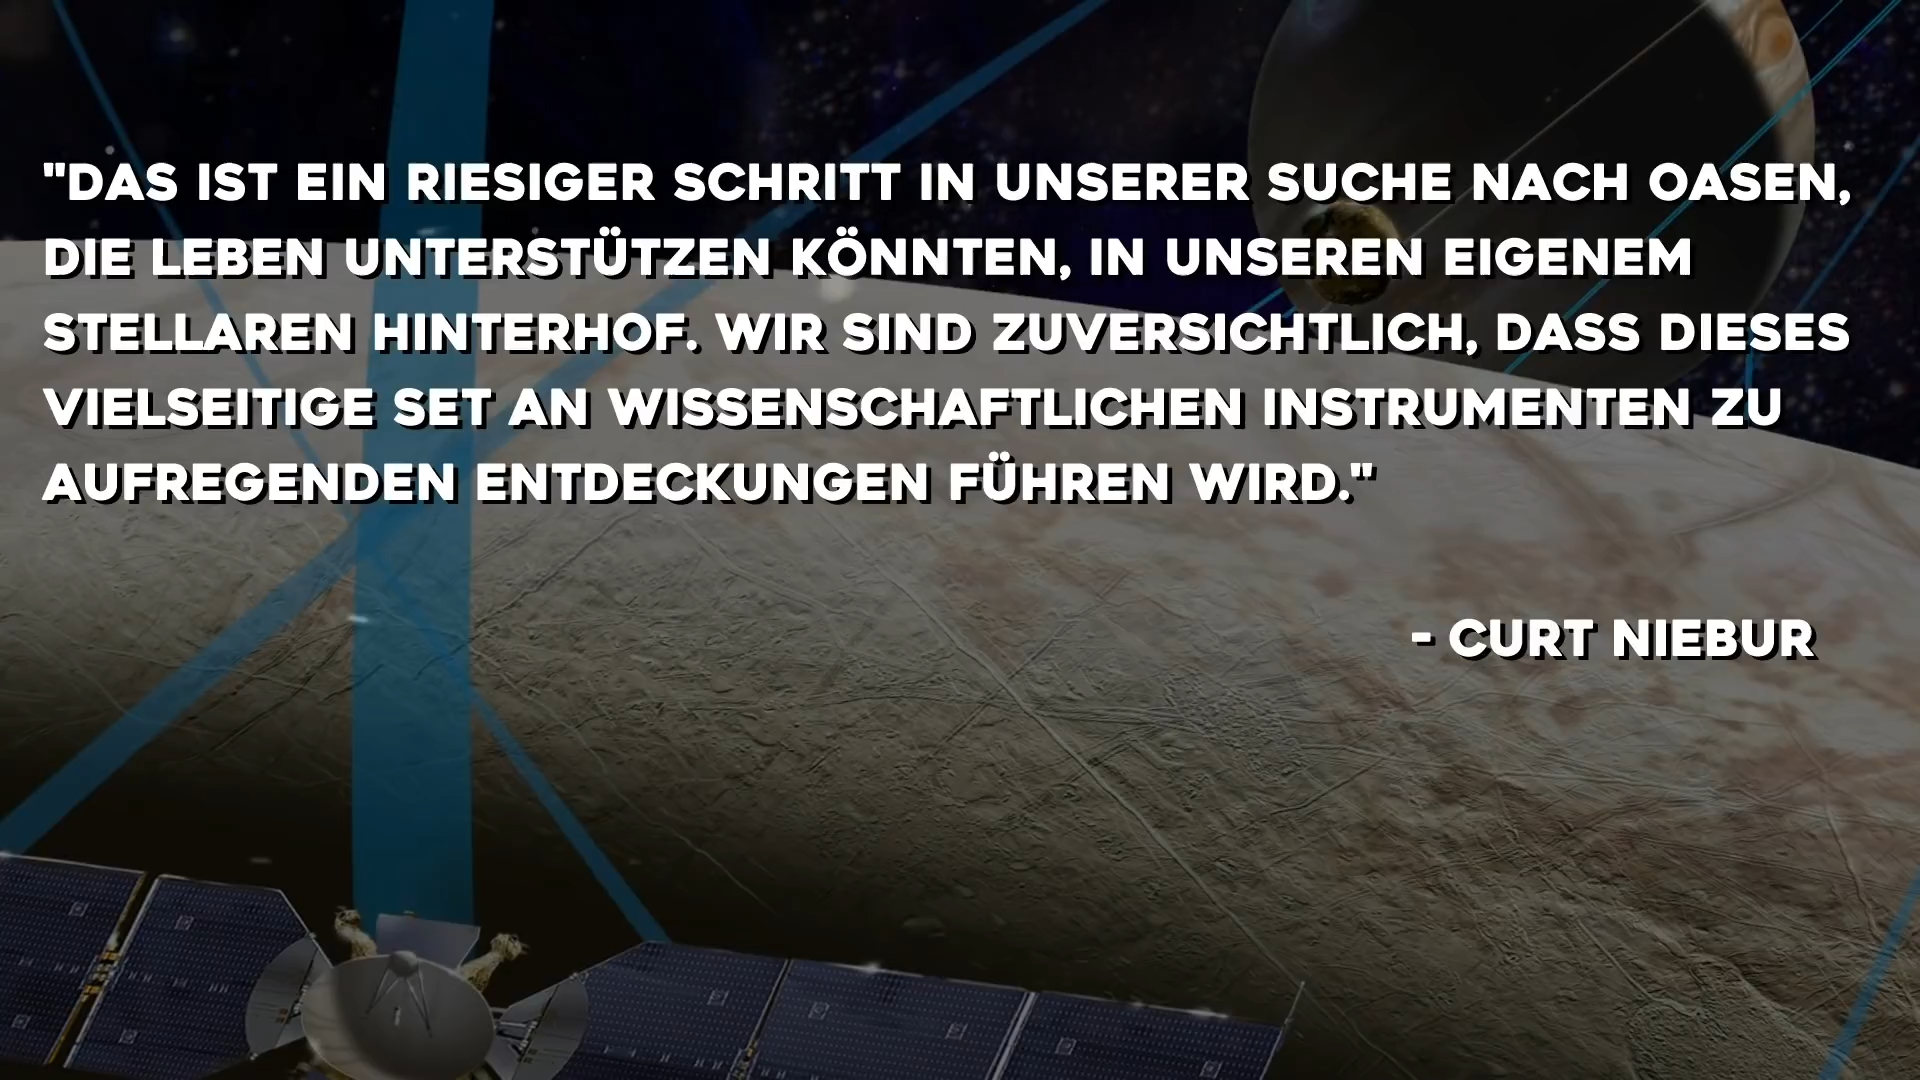 "DAS IST EIN RIESIGER SCHRITT IN UNSERER SUCHE NACH OASEN,
DIE LEBEN UNTERSTÜTZEN KÖNNTEN, IN UNSEREN EIGENEM
STELLAREN HINTERHOF. WIR SIND ZUVERSICHTLICH, DASS DIESES
VIELSEITIGE SET AN WISSENSCHAFTLICHEN INSTRUMENTEN ZU
AUFREGENDEN ENTDECKUNGEN FÜHREN WIRD."
- CURT NIEBUR